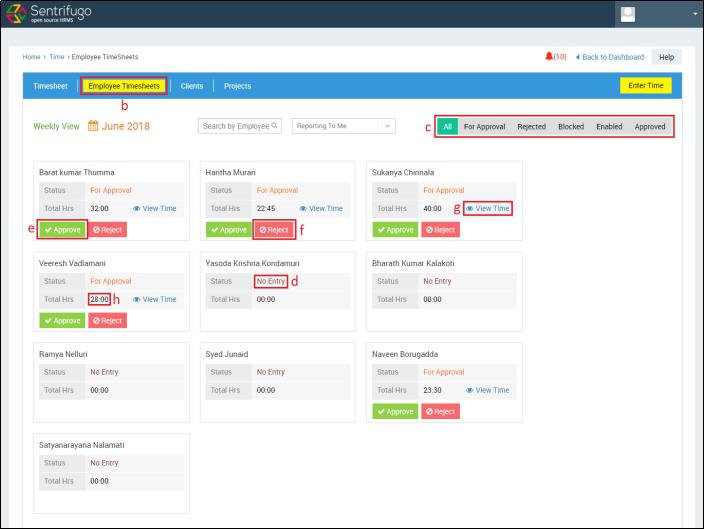 Sentrifugo
open source HRMS
Home › Time › Employee TimeSheets
(10) Back to Dashboard Help
Timesheet Employee Timesheets Clients Projects Enter Time
b
Weekly View June 2018 Search by Employee Reporting To Me c All For Approval Rejected Blocked Enabled Approved
Barat kumar Thumma Haritha Murari Sukanya Chinnala
Status For Approval Status For Approval Status For Approval
Total Hrs 32:00 View Time Total Hrs 22:45 View Time Total Hrs 40:00 g View Time
e Approve Reject Approve Reject f Approve Reject
Veeresh Vadlamani Yasoda Krishna Kondamuri Bharath Kumar Kalakoti
Status For Approval Status No Entry d Status No Entry
Total Hrs 28:00 h View Time Total Hrs 00:00 Total Hrs 00:00
Approve Reject
Ramya Nelluri Syed Junaid Naveen Borugadda
Status No Entry Status No Entry Status For Approval
Total Hrs 00:00 Total Hrs 00:00 Total Hrs 23:30 View Time
Approve Reject
Satyanarayana Nalamati
Status No Entry
Total Hrs 00:00